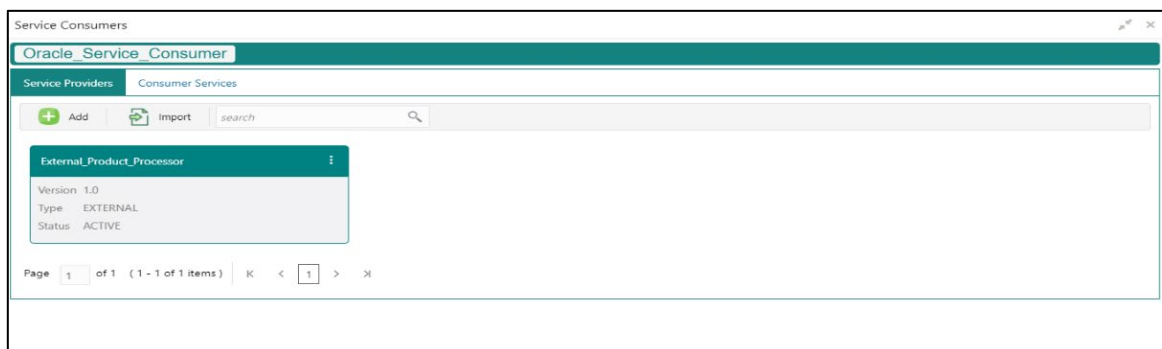 Service Consumers
Oracle_Service_Consumer
Service Providers Consumer Services
Add Import search
External_Product_Processor
Version 1.0
Type EXTERNAL
Status ACTIVE
Page 1 of 1 (1 - 1 of 1 items) K < 1 > >|